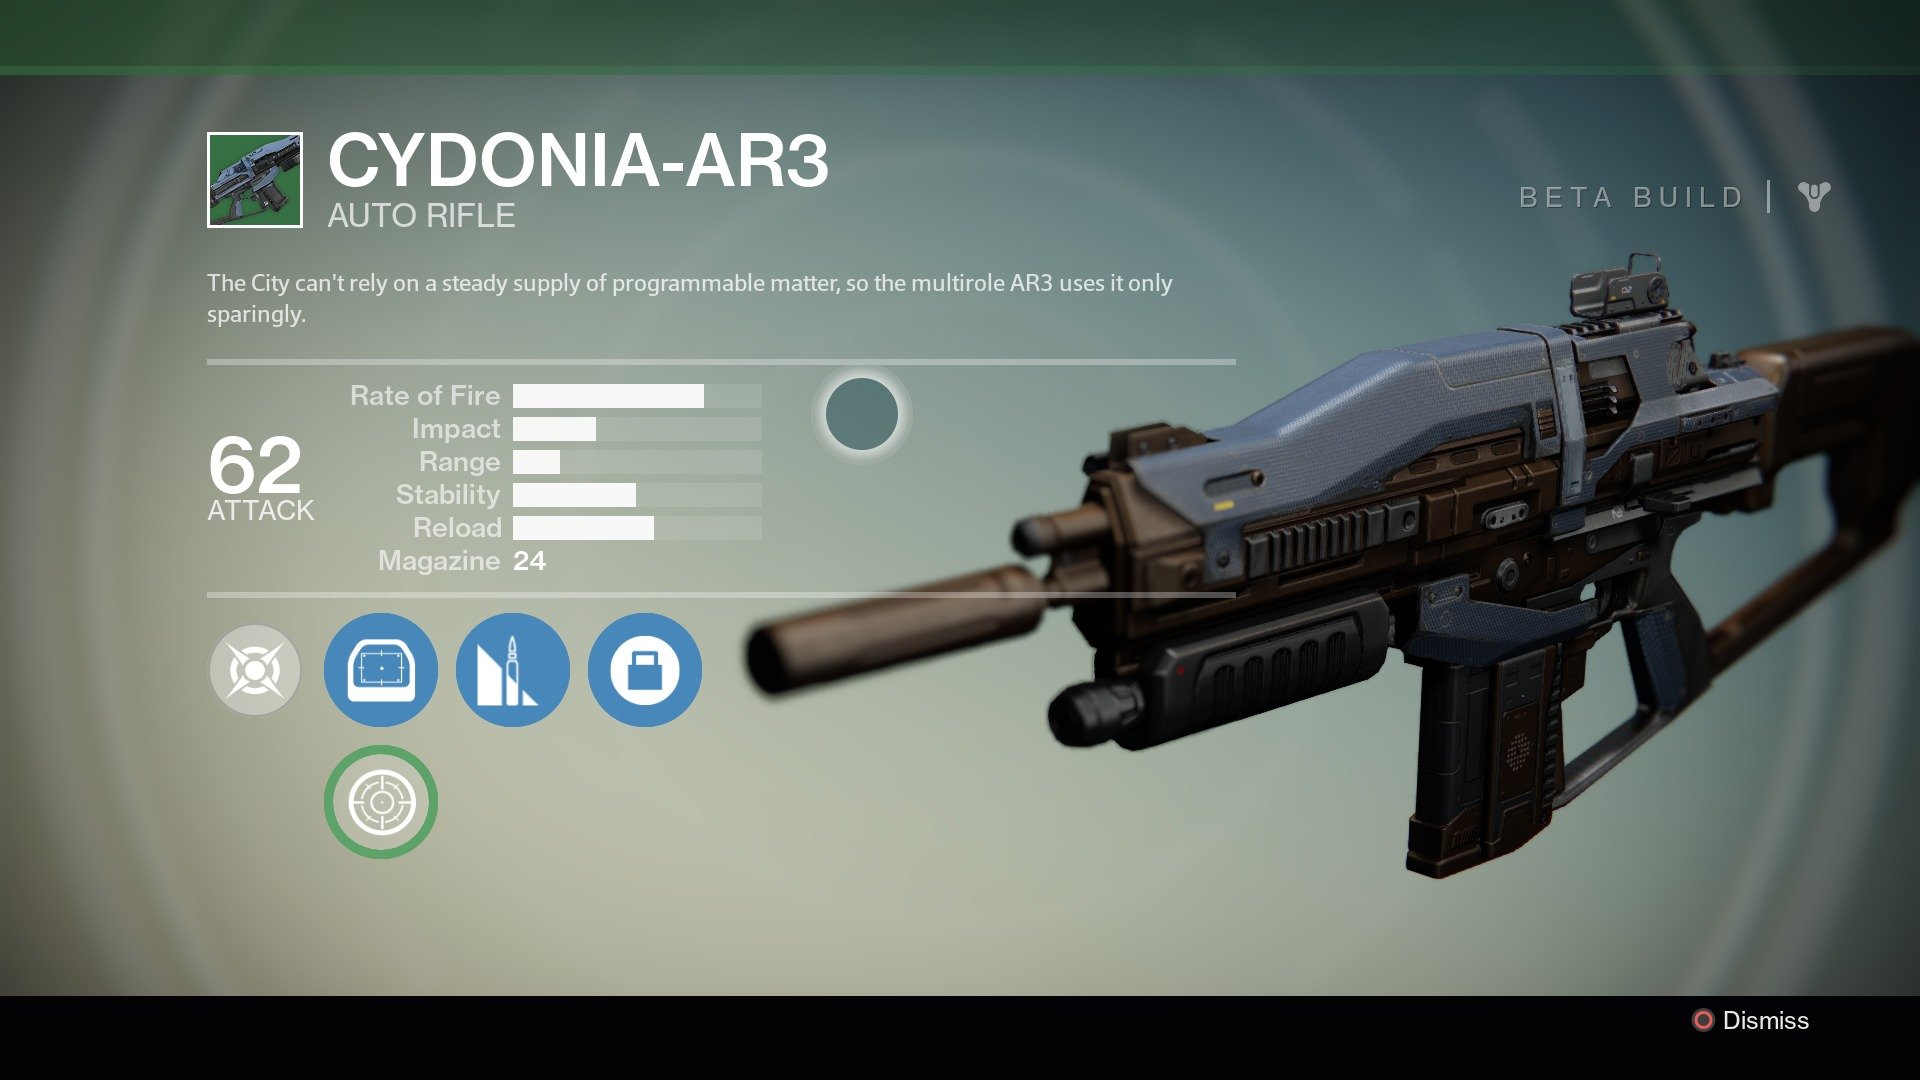 CYDONIA-AR3
AUTO RIFLE
BETA BUILD
The City can't rely on a steady supply of programmable matter, so the multirole AR3 uses it only
sparingly.
62
ATTACK
Rate of Fire
Impact
Range
Stability
Reload
Magazine 24
Dismiss